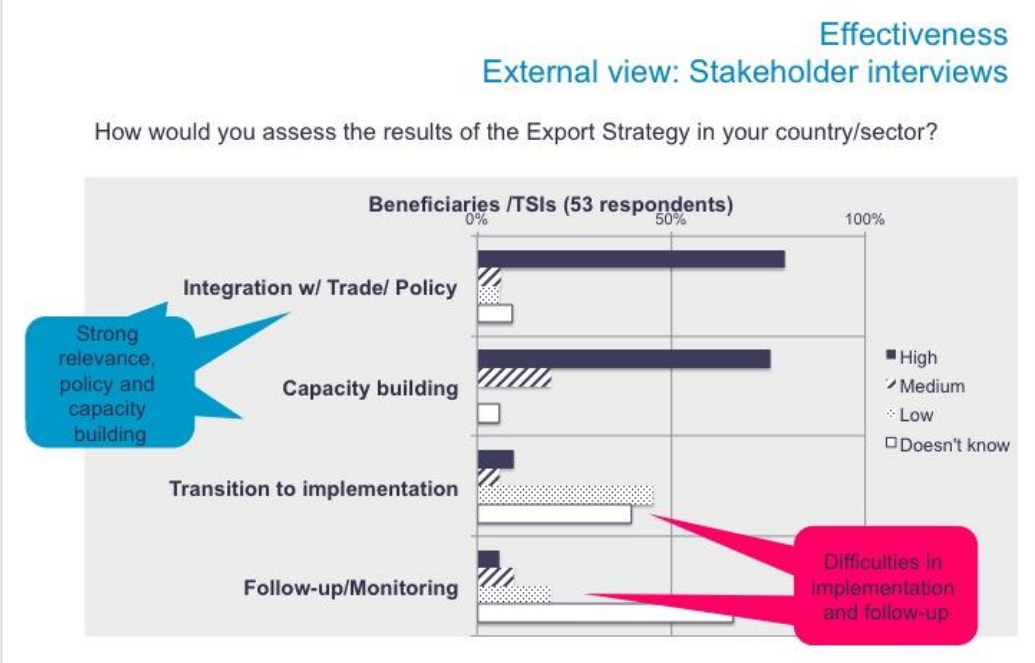 Effectiveness
External view: Stakeholder interviews
How would you assess the results of the Export Strategy in your country/sector?
Beneficiaries /TSIs (53 respondents)
0%
50%
100%
Integration w/ Trade/ Policy
Strong
relevance,
policy and
capacity
building
Capacity building
Transition to implementation
Follow-up/Monitoring
High
Medium
Low
Doesn't know
Difficulties in
implementation
and follow-up